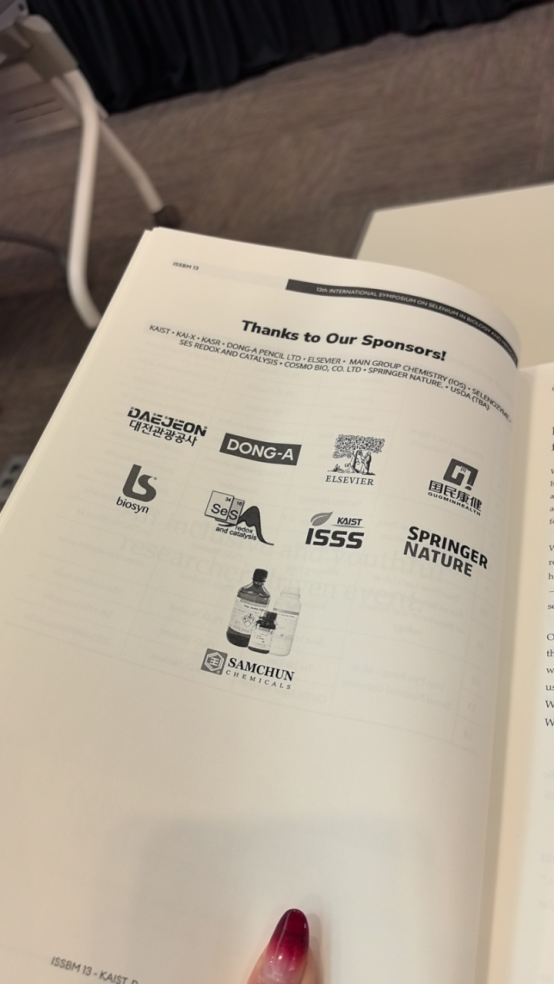 ISSBM 13
13th INTERNATIONAL SYMPOSIUM ON SELENIUM IN BIOLOGY AND
Thanks to Our Sponsors!
KAIST • KAI-X • KASR • DONG-A PENCIL LTD • ELSEVIER • MAIN GROUP CHEMISTRY (IOS) •
SES REDOX AND CATALYSIS • COSMO BIO, CO. LTD • SPRINGER NATURE. • USDA (TBA)
DAEJEON
대전관광공사
DONG-A
ELSEVIER
国民康健
GUOMINHEALTH
biosyn
34 16
SeS
redox
and catalysis
KAIST
ISSS
SPRINGER
NATURE
SAMCHUN
CHEMICALS
ISSBM 13 - KAIST,